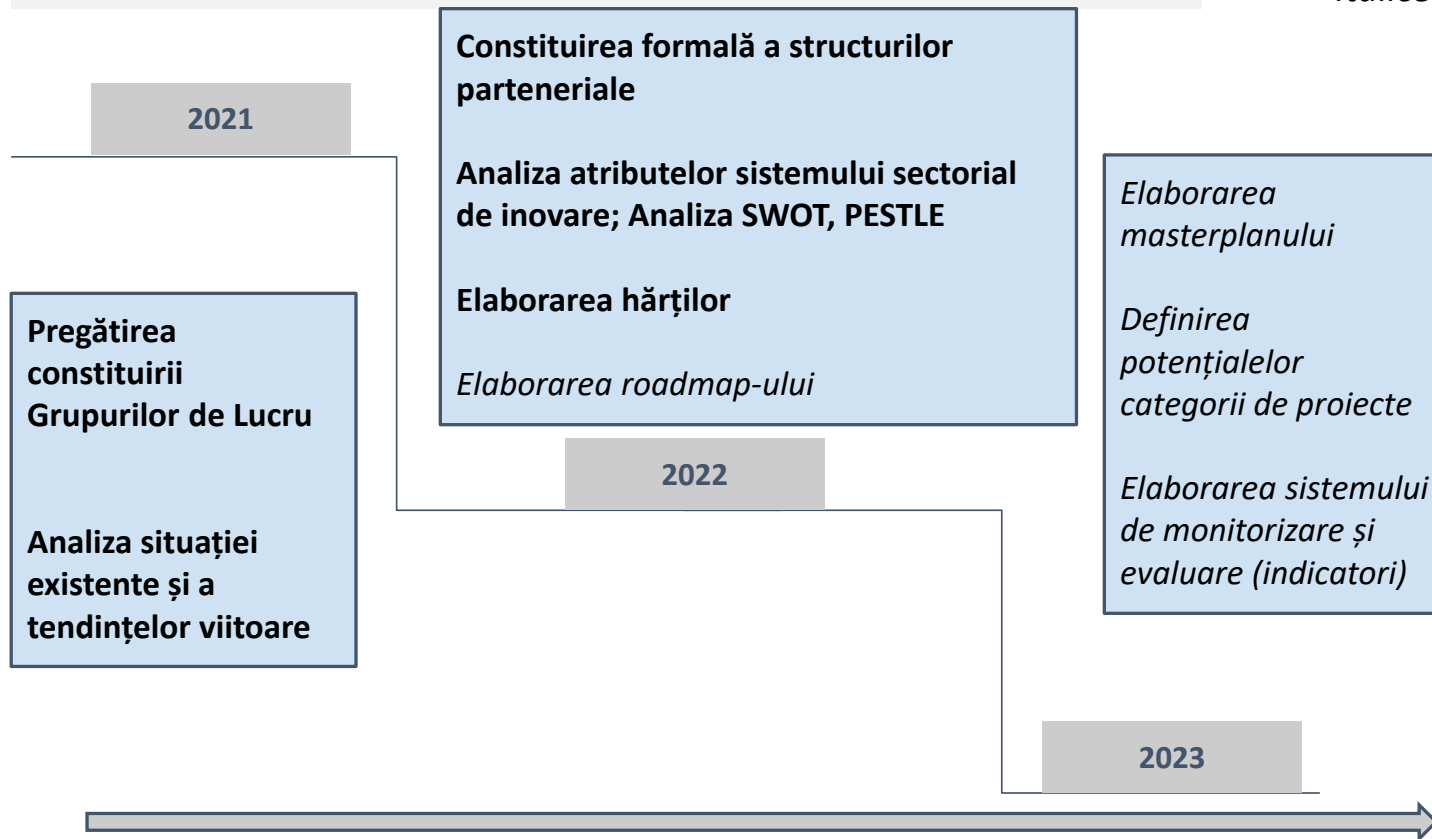 2021
Pregătirea
constituirii
Grupurilor de Lucru
Analiza situației
existente și a
tendințelor viitoare
Constituirea formală a structurilor
parteneriale
Analiza atributelor sistemului sectorial
de inovare; Analiza SWOT, PESTLE
Elaborarea hărților
Elaborarea roadmap-ului
2022
Elaborarea
masterplanului
Definirea
potențialelor
categorii de proiecte
Elaborarea sistemului
de monitorizare și
evaluare (indicatori)
2023